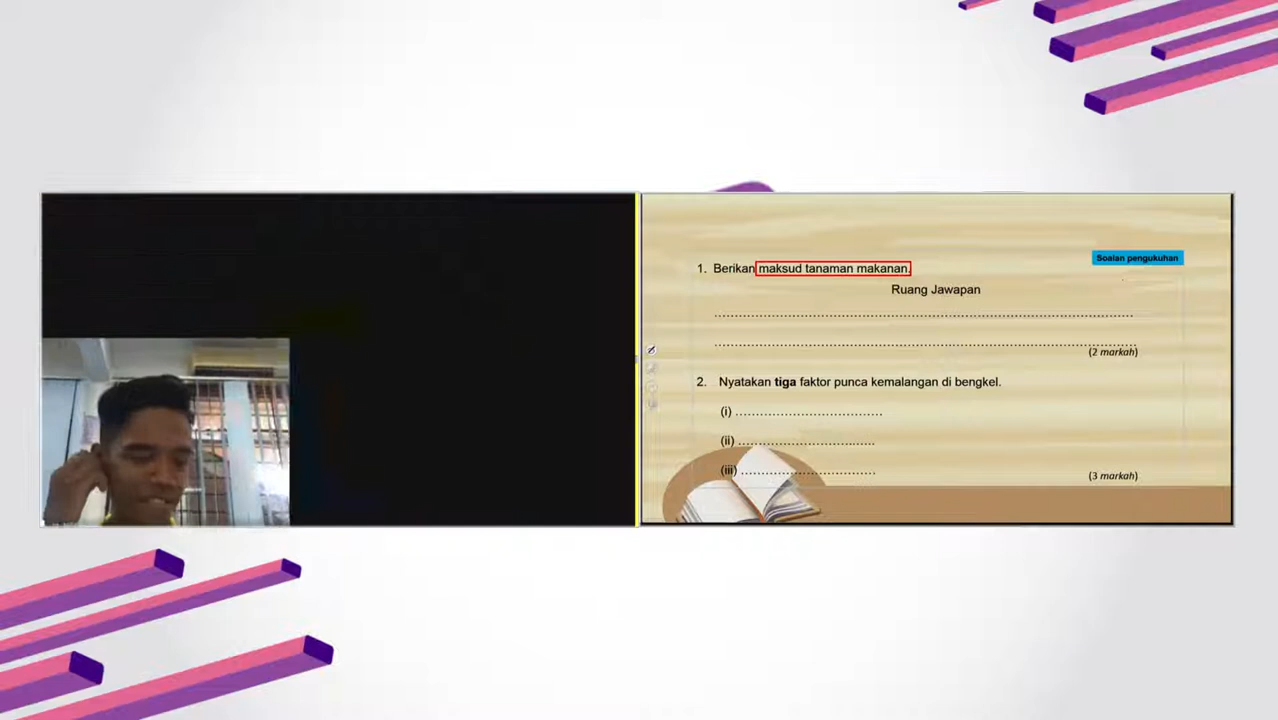 Soalan pengukuhan
1. Berikan maksud tanaman makanan.
Ruang Jawapan
................................................................................................
................................................................................................
(2 markah)
2. Nyatakan tiga faktor punca kemalangan di bengkel.
(i) ..................................
(ii) ................................
(iii) ................................
(3 markah)